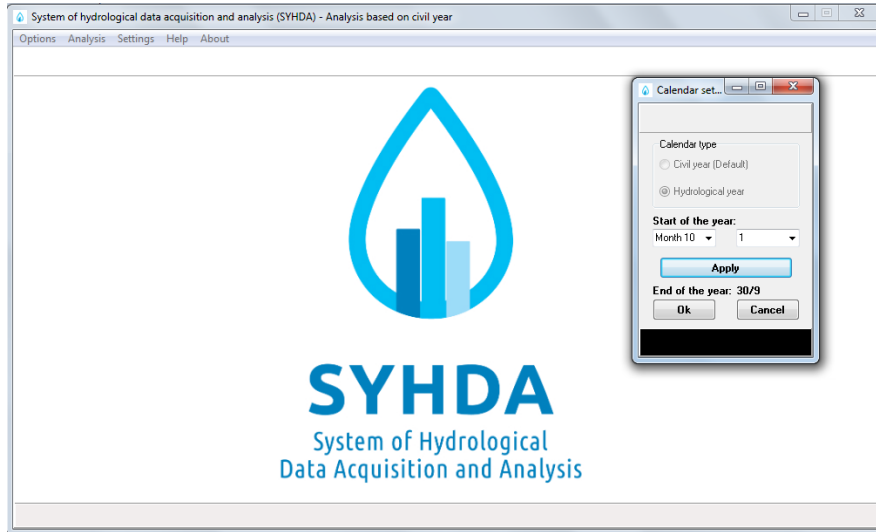 System of hydrological data acquisition and analysis (SYHDA) - Analysis based on civil year
Options Analysis Settings Help About
Calendar set...
Calendar type
Civil year (Default)
Hydrological year
Start of the year:
Month 10 1
Apply
End of the year: 30/9
Ok Cancel
SYHDA
System of Hydrological
Data Acquisition and Analysis